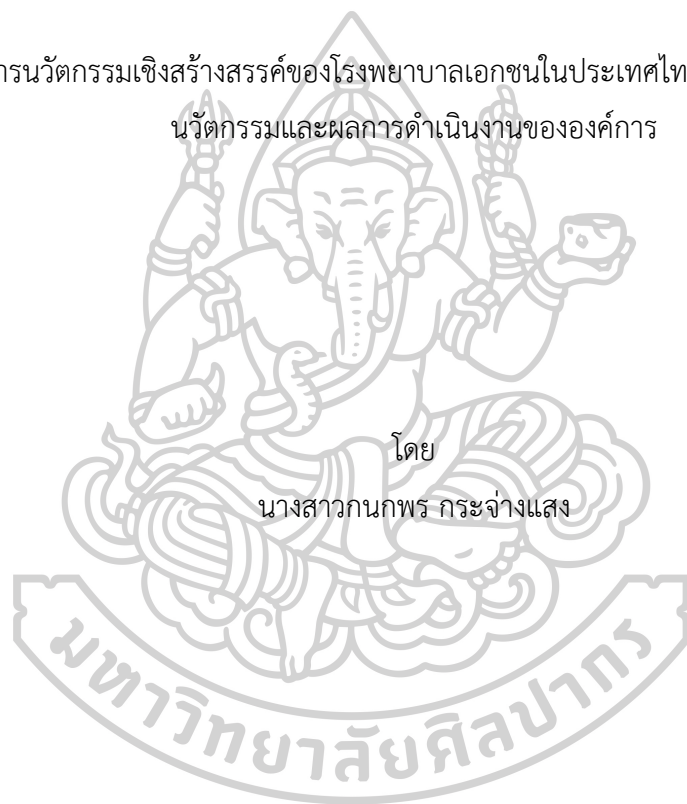 ารนวัตกรรมเชิงสร้างสรรค์ของโรงพยาบาลเอกชนในประเทศไท
นวัตกรรมและผลการดำเนินงานขององค์การ
โดย
นางสาวกนกพร กระจ่างแสง
มหาวิทยาลัยศิลปากร